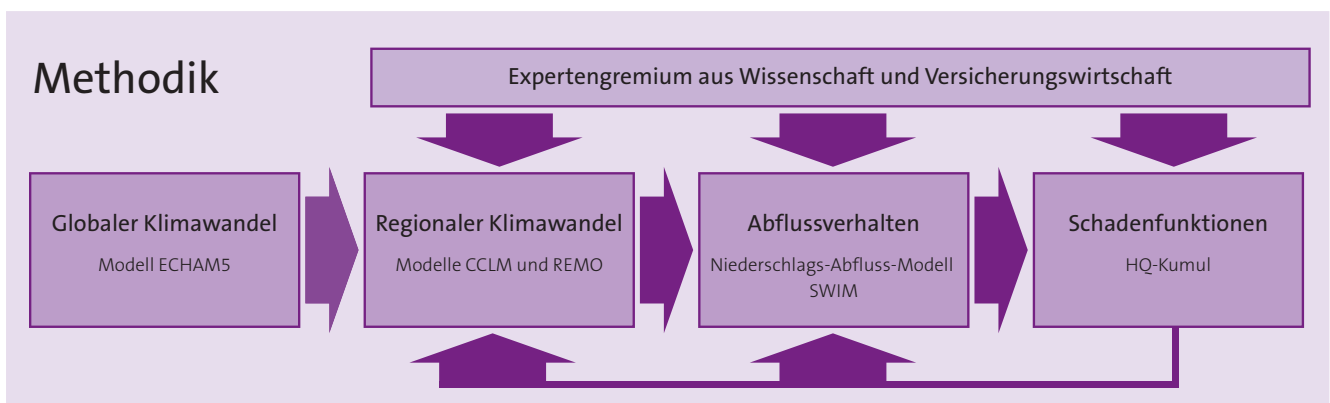 Methodik
Expertengremium aus Wissenschaft und Versicherungswirtschaft
Globaler Klimawandel
Modell ECHAM5
Regionaler Klimawandel
Modelle CCLM und REMO
Abflussverhalten
Niederschlags-Abfluss-Modell
SWIM
Schadenfunktionen
HQ-Kumul